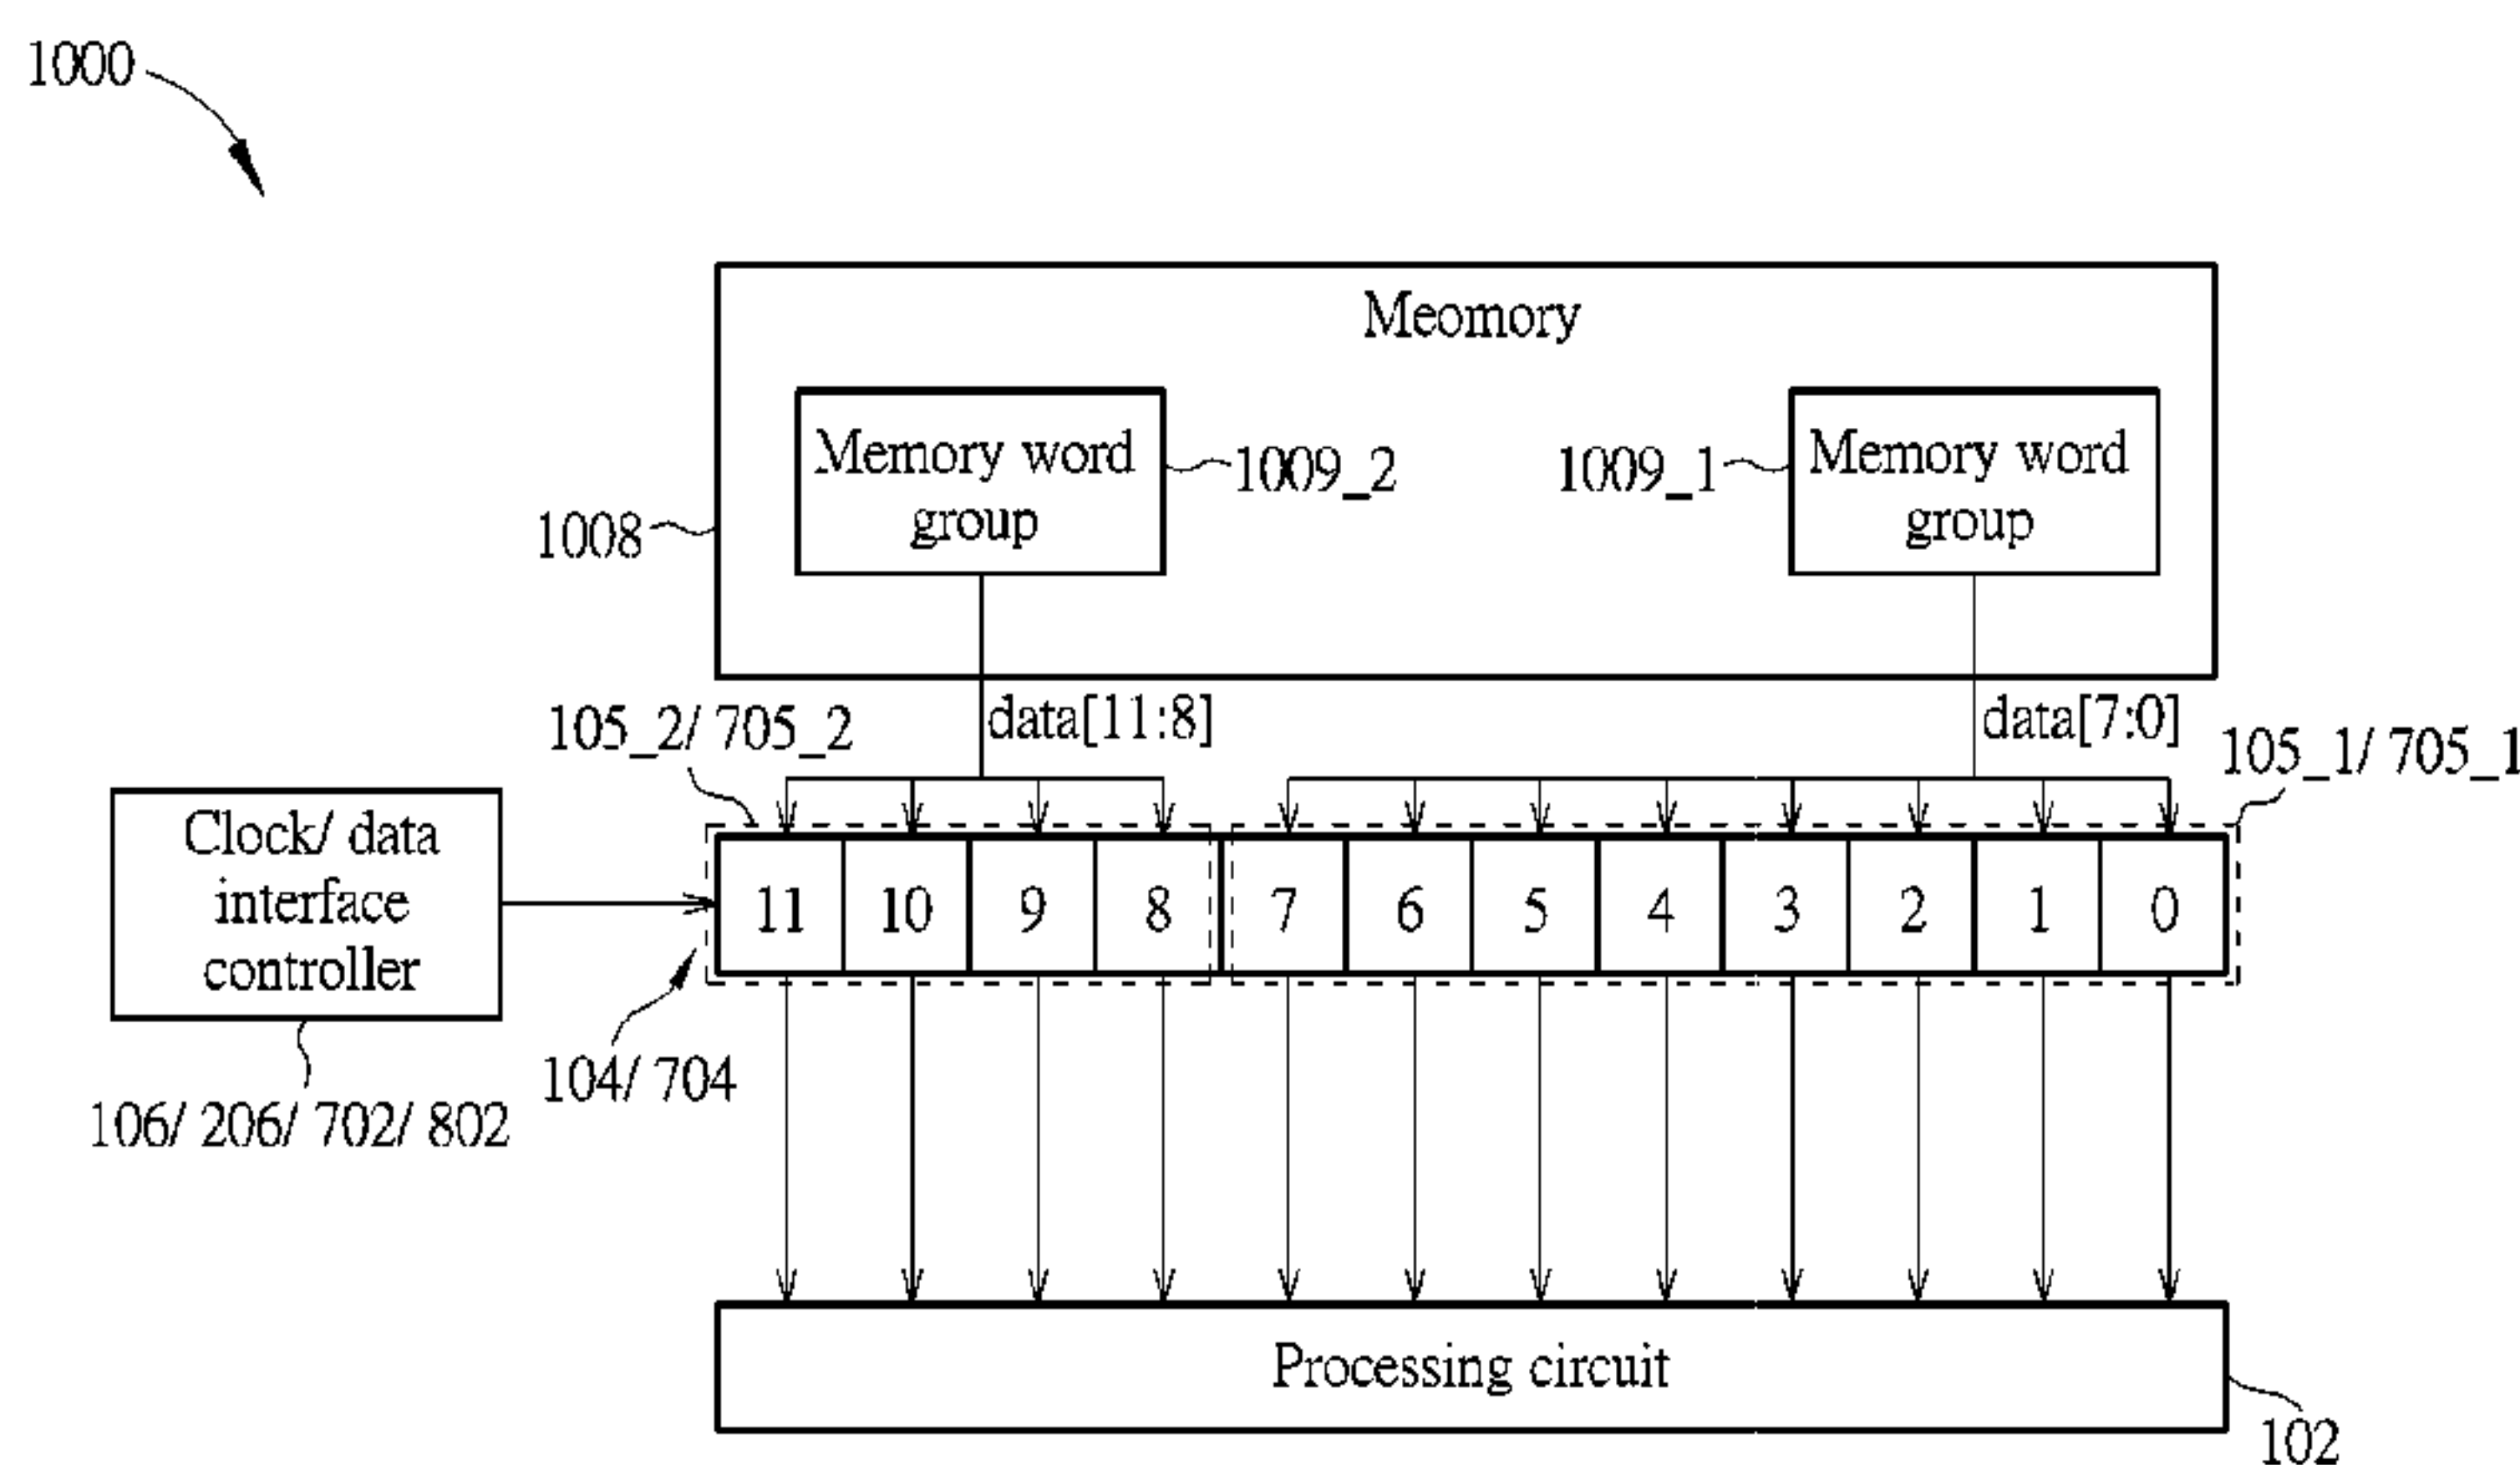 1000
Meomory
Memory word
group
1009_2
1009_1
Memory word
group
1008
105_2/ 705_2
data[11:8]
data[7:0]
105_1/ 705_1
Clock/ data
interface
controller
11 10 9 8 7 6 5 4 3 2 1 0
104/ 704
106/ 206/ 702/ 802
Processing circuit
102